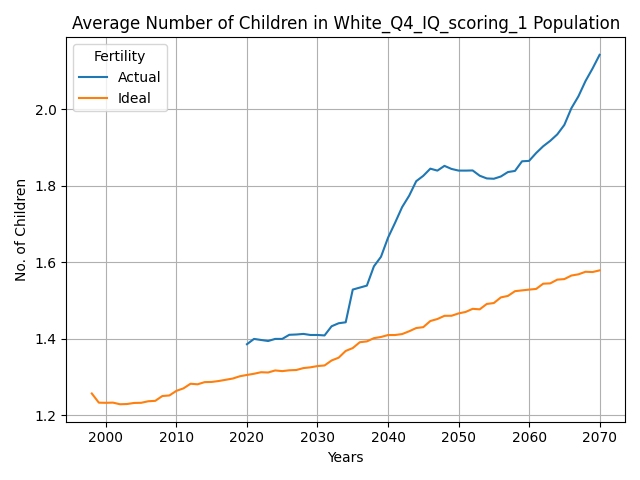 Average Number of Children in White_Q4_IQ_scoring_1 Population
Fertility
Actual
Ideal
No. of Children
2.0
1.8
1.6
1.4
1.2
2000 2010 2020 2030 2040 2050 2060 2070
Years